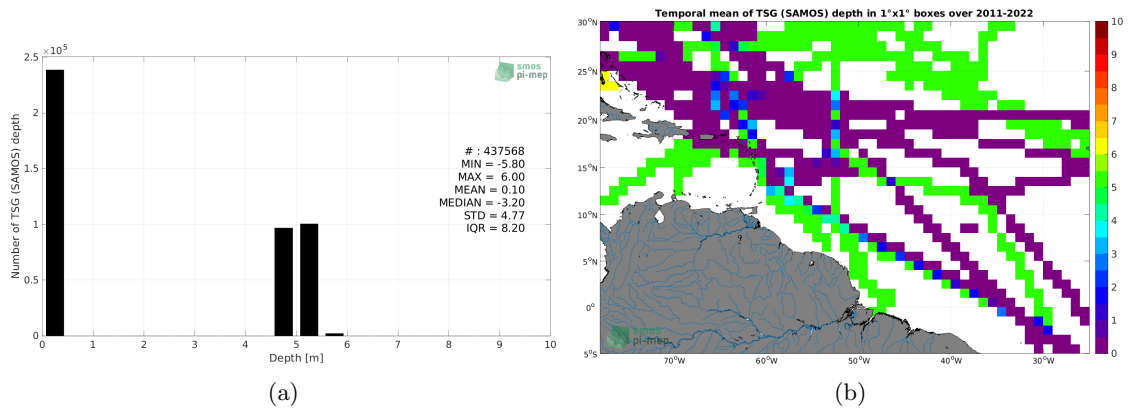 ×10⁵
2.5
2
1.5
1
0.5
0
Number of TSG (SAMOS) depth
smos
pi-mep
# : 437568
MIN = -5.80
MAX = 6.00
MEAN = 0.10
MEDIAN = -3.20
STD = 4.77
IQR = 8.20
0 1 2 3 4 5 6 7 8 9 10
Depth [m]
(a)
Temporal mean of TSG (SAMOS) depth in 1°x1° boxes over 2011-2022
30°N
25°N
20°N
15°N
10°N
5°N
0°
5°S
70°W 60°W 50°W 40°W 30°W
smos
pi-mep
10
9
8
7
6
5
4
3
2
1
0
(b)